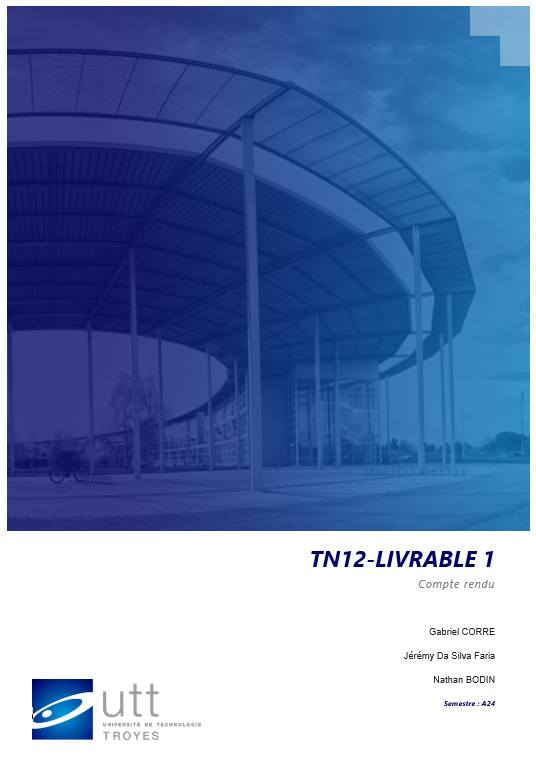 TN12-LIVRABLE 1
Compte rendu
Gabriel CORRE
Jérémy Da Silva Faria
Nathan BODIN
Semestre : A24
utt
UNIVERSITÉ DE TECHNOLOGIE
TROYES